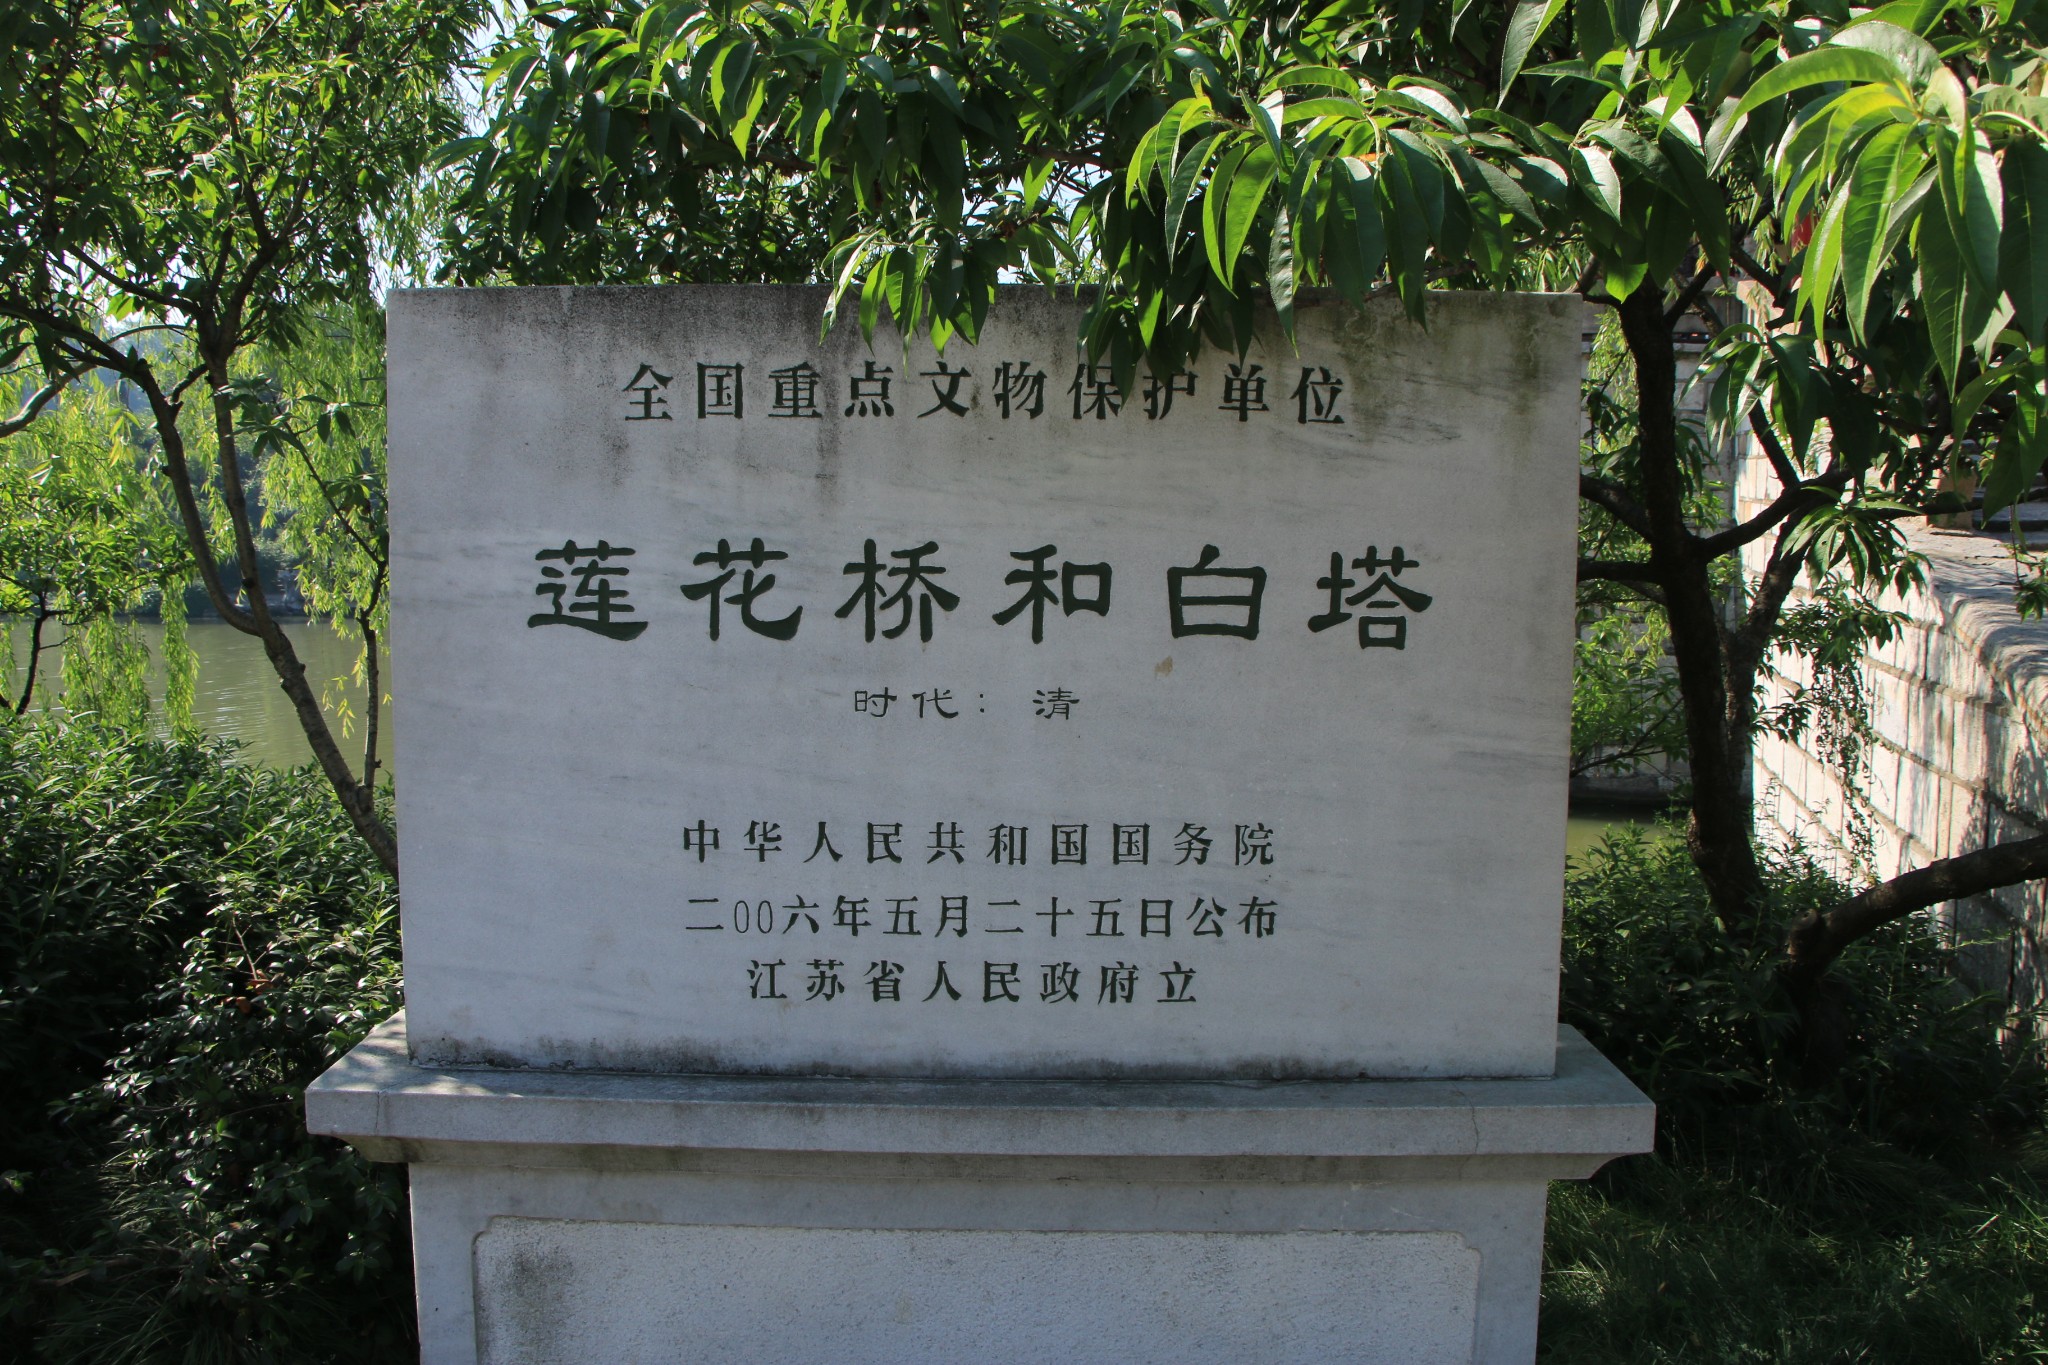 全国重点文物保护单位
莲花桥和白塔
时代：清
中华人民共和国国务院
二00六年五月二十五日公布
江苏省人民政府立